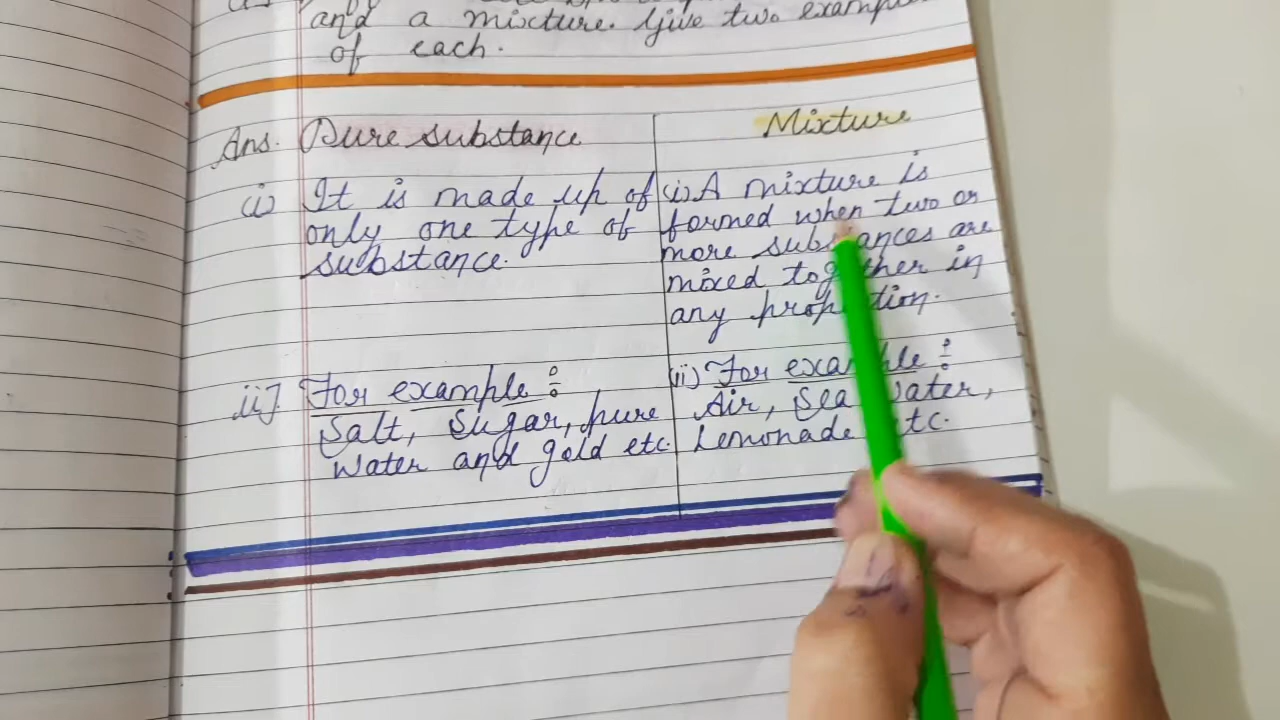 and a mixture. Give two exampl
of each.
Ans. Pure substance
(i) It is made up of
only one type of
substance.
ii] For example :
Salt, Sugar, pure
water and gold etc.
Mixture
(i) A mixture is
formed when two or
more substances are
mixed together in
any proportion.
(ii) For example :
Air, Sea water,
Lemonade etc.